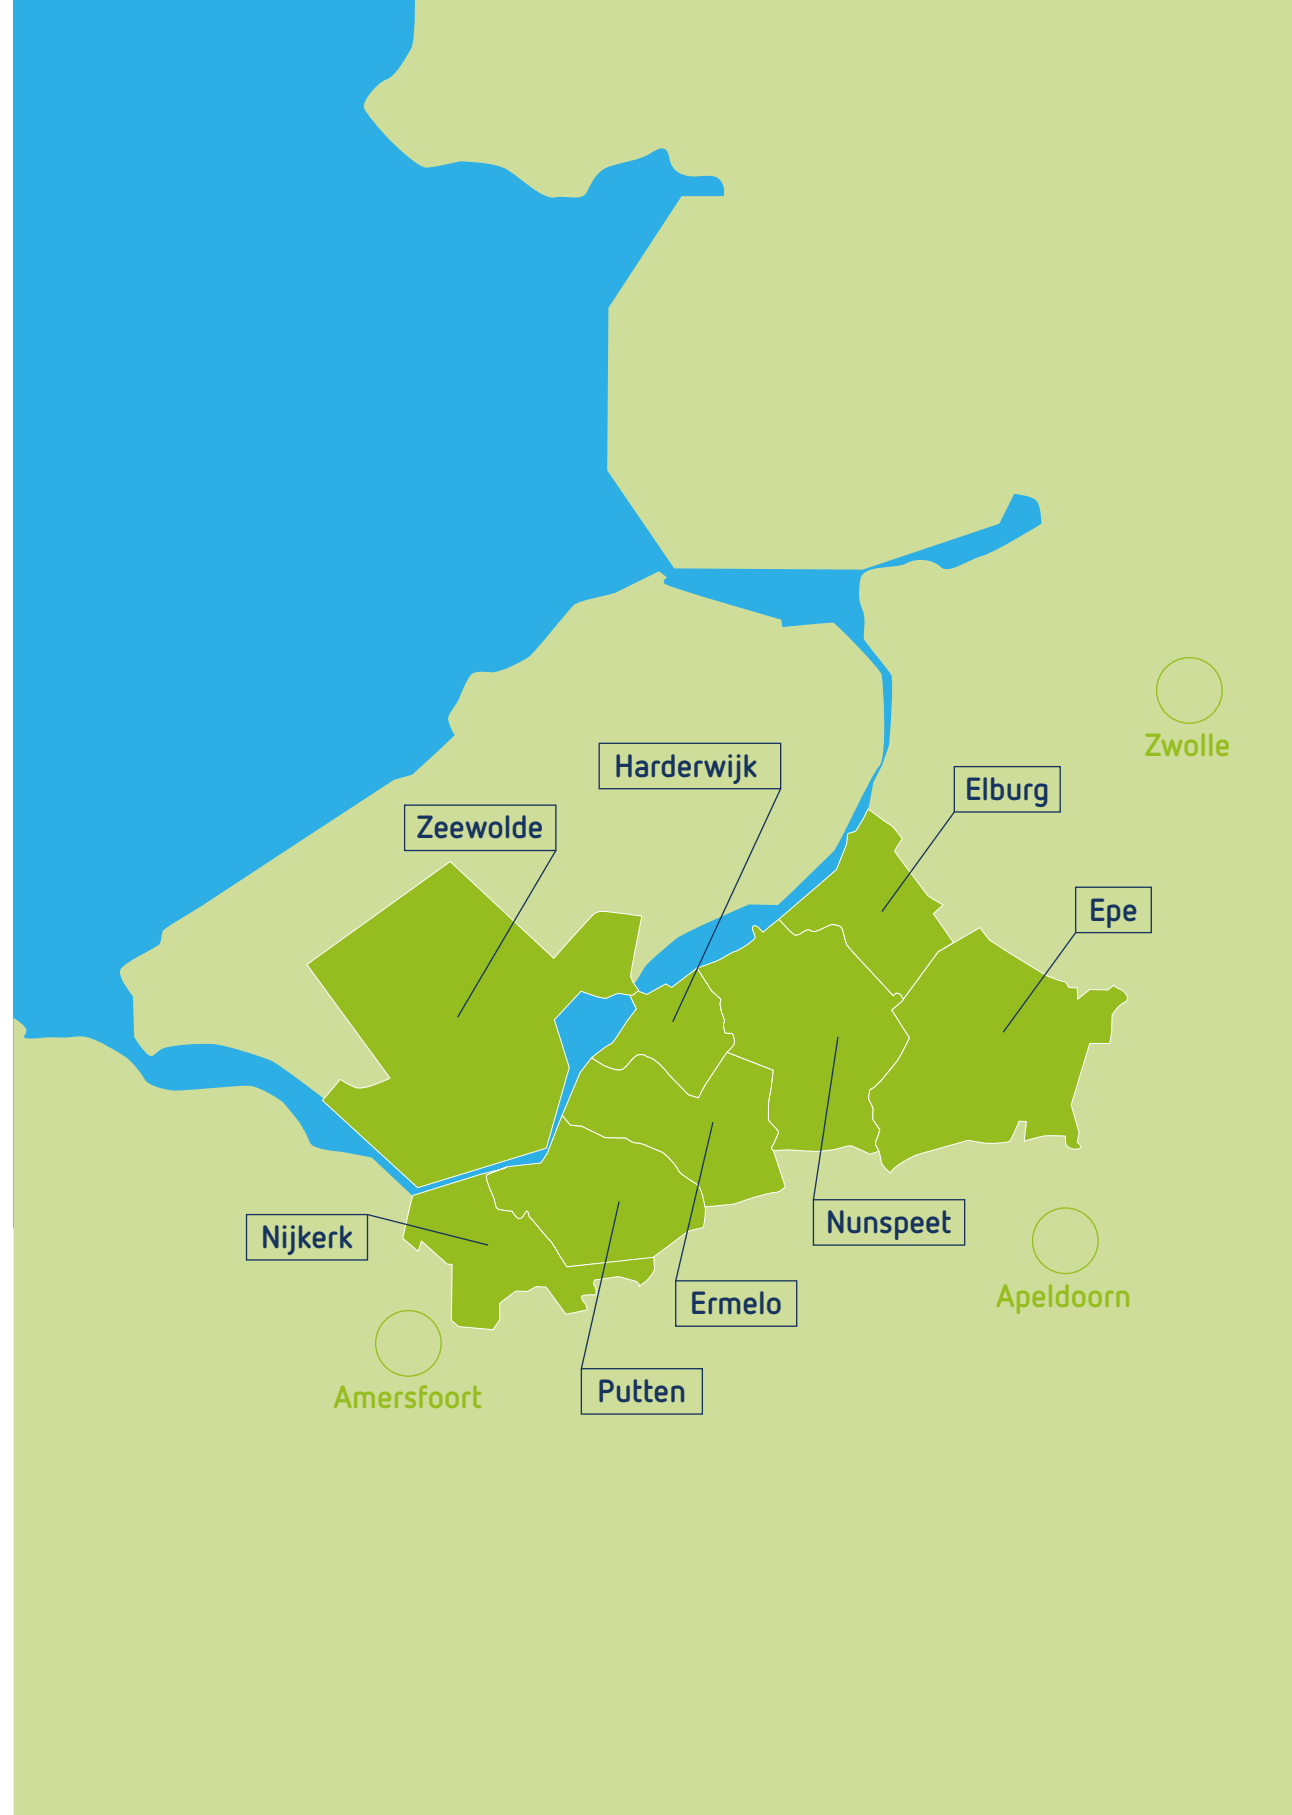 Zwolle
Harderwijk
Elburg
Zeewolde
Epe
Nunspeet
Nijkerk
Apeldoorn
Ermelo
Putten
Amersfoort